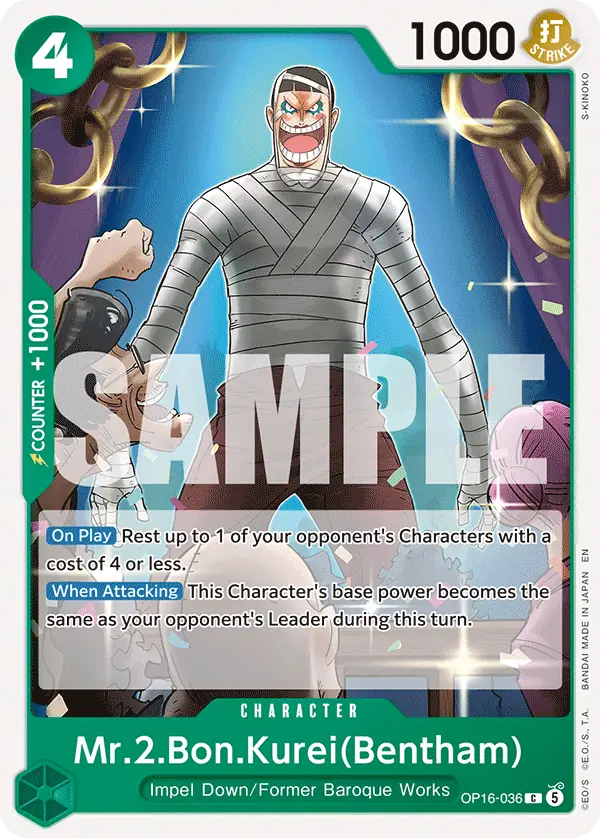 4
1000
打
STRIKE
S-KINOKO
COUNTER +1000
SAMPLE
On Play Rest up to 1 of your opponent's Characters with a
cost of 4 or less.
When Attacking This Character's base power becomes the
same as your opponent's Leader during this turn.
CHARACTER
Mr.2.Bon.Kurei(Bentham)
Impel Down/Former Baroque Works
OP16-036 C 5
©E.O/S ©E.O./S., T.A. BANDAI MADE IN JAPAN EN